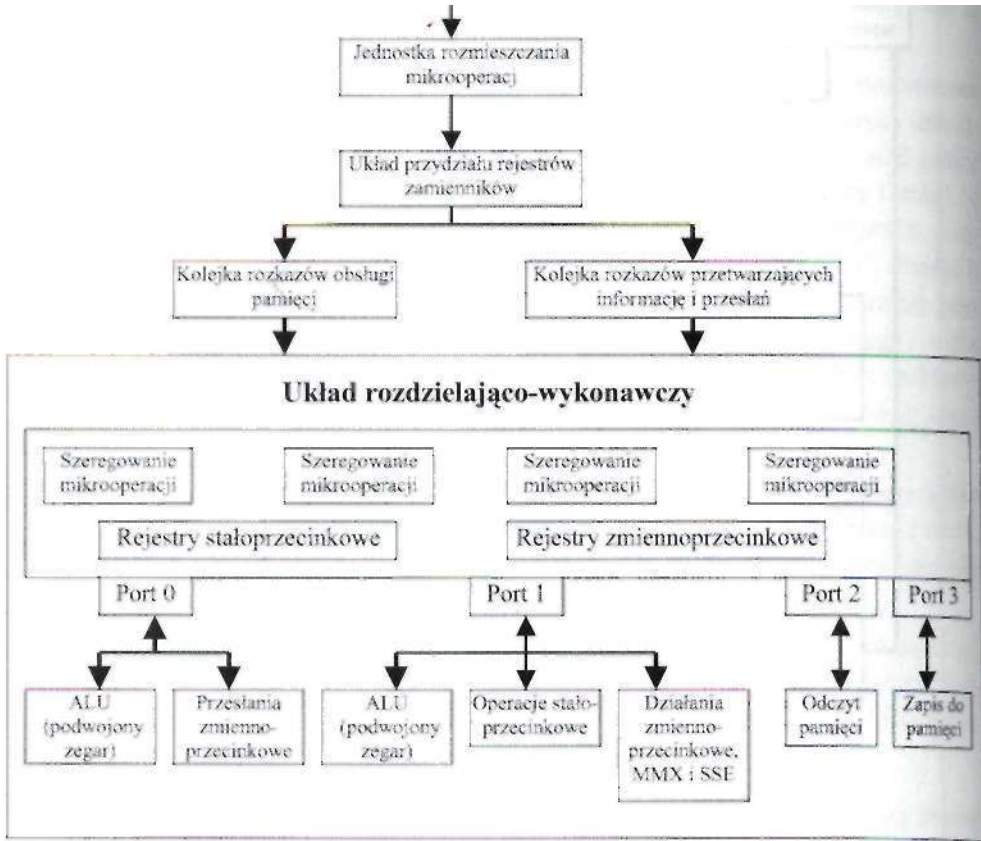 Jednostka rozmieszczania
mikrooperacj
Układ przydziału rejestrów
zamienników
Kolejka rozkazów obsługi
pamięci
Kolejka rozkazów przetwarzających
informację i przesłań
Układ rozdzielająco-wykonawczy
Szeregowanie
mikrooperacji
Szeregowanie
mikrooperacji
Szeregowanie
mikrooperacji
Szeregowanie
mikrooperacji
Rejestry stałoprzecinkowe
Rejestry zmiennoprzecinkowe
Port 0
Port 1
Port 2
Port 3
ALU
(podwojony
zegar)
Przesłania
zmienno-
przecinkowe
ALU
(podwojony
zegar)
Operacje stało-
przecinkowe
Działania
zmienno-
przecinkowe,
MMX i SSE
Odczyt
pamięci
Zapis do
pamięci